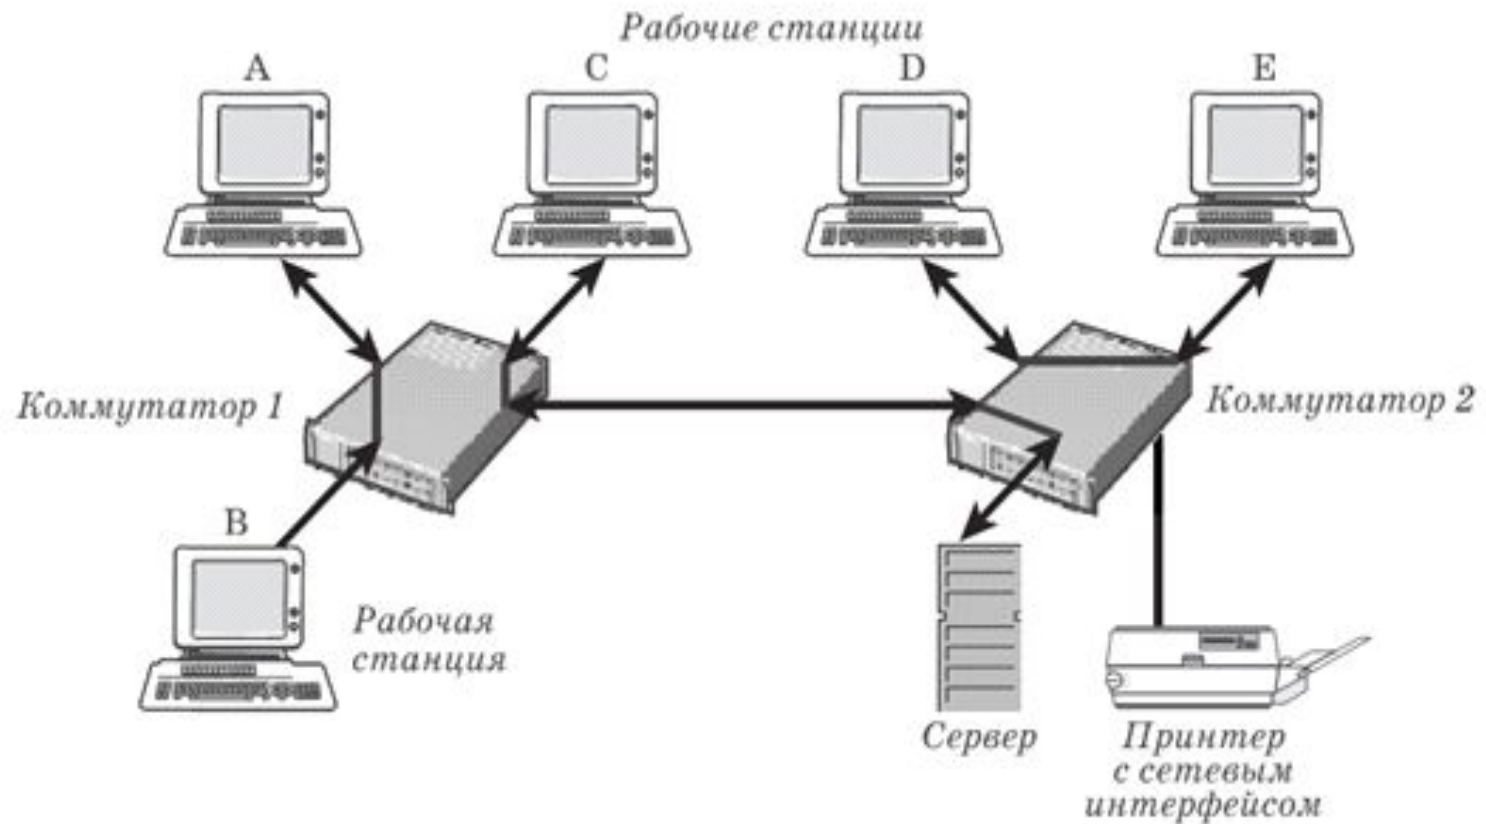 Рабочие станции
A
C
D
E
Коммутатор 1
Коммутатор 2
B
Рабочая
станция
Сервер
Принтер
с сетевым
интерфейсом